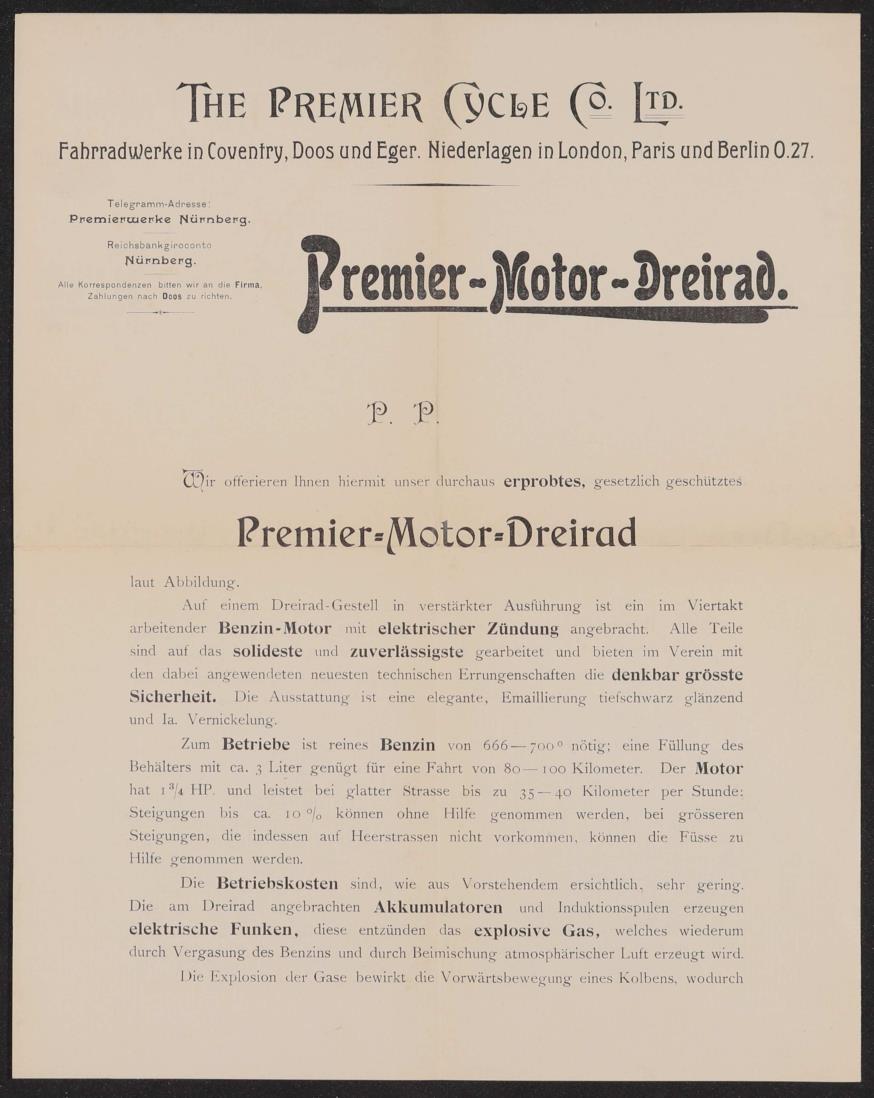 THE PREMIER CYCLE CO. LTD.
Fahrradwerke in Coventry, Doos und Eger. Niederlagen in London, Paris und Berlin O.27.
Telegramm-Adresse:
Premierwerke Nürnberg.
Reichsbankgiroconto
Nürnberg.
Alle Korrespondenzen bitten wir an die Firma,
Zahlungen nach Doos zu richten.
Premier-Motor-Dreirad.
P. P.
Wir offerieren Ihnen hiermit unser durchaus erprobtes, gesetzlich geschütztes
Premier-Motor-Dreirad
laut Abbildung.
Auf einem Dreirad-Gestell in verstärkter Ausführung ist ein im Viertakt
arbeitender Benzin-Motor mit elektrischer Zündung angebracht. Alle Teile
sind auf das solideste und zuverlässigste gearbeitet und bieten im Verein mit
den dabei angewendeten neuesten technischen Errungenschaften die denkbar grösste
Sicherheit. Die Ausstattung ist eine elegante, Emaillierung tiefschwarz glänzend
und Ia. Vernickelung.
Zum Betriebe ist reines Benzin von 666—700° nötig; eine Füllung des
Behälters mit ca. 3 Liter genügt für eine Fahrt von 80—100 Kilometer. Der Motor
hat 1¾ HP. und leistet bei glatter Strasse bis zu 35—40 Kilometer per Stunde;
Steigungen bis ca. 10% können ohne Hilfe genommen werden, bei grösseren
Steigungen, die indessen auf Heerstrassen nicht vorkommen, können die Füsse zu
Hilfe genommen werden.
Die Betriebskosten sind, wie aus Vorstehendem ersichtlich, sehr gering.
Die am Dreirad angebrachten Akkumulatoren und Induktionsspulen erzeugen
elektrische Funken, diese entzünden das explosive Gas, welches wiederum
durch Vergasung des Benzins und durch Beimischung atmosphärischer Luft erzeugt wird.
Die Explosion der Gase bewirkt die Vorwärtsbewegung eines Kolbens, wodurch